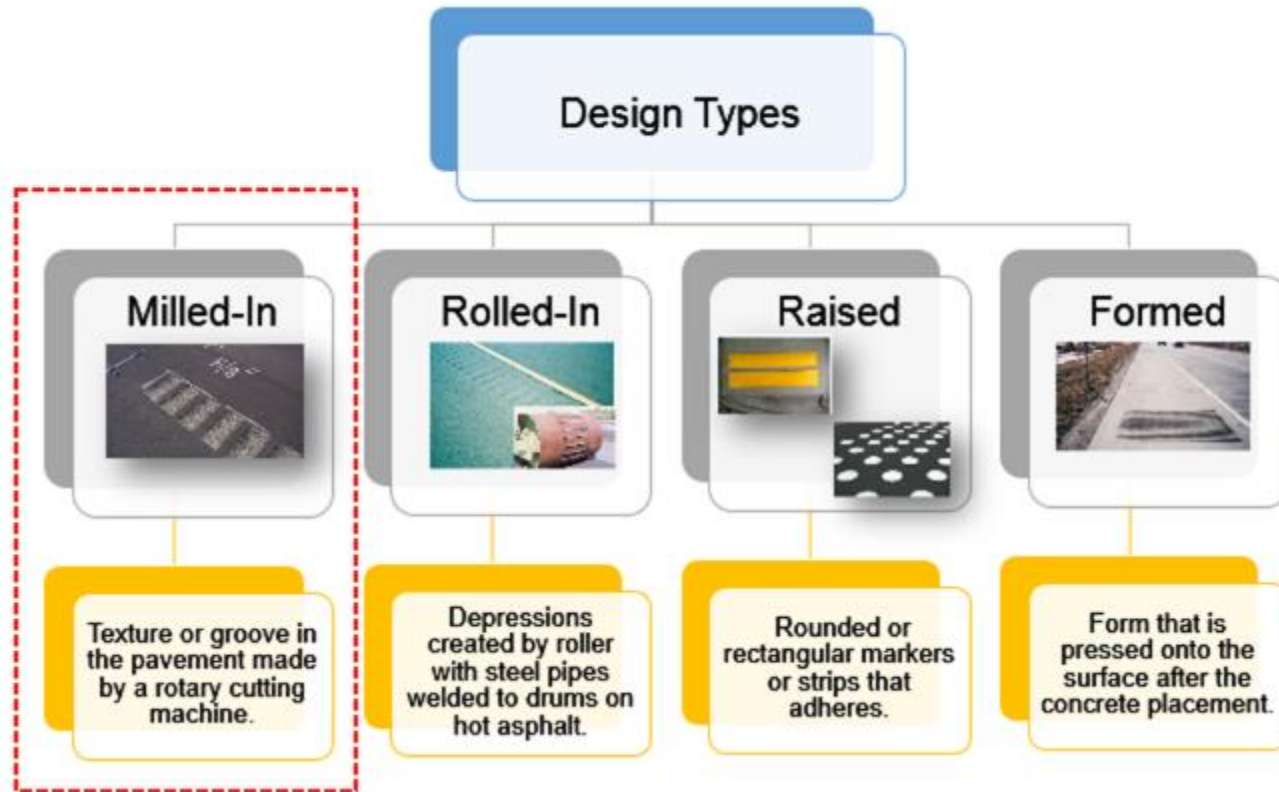 Design Types
Milled-In
Rolled-In
Raised
Formed
Texture or groove in
the pavement made
by a rotary cutting
machine.
Depressions
created by roller
with steel pipes
welded to drums on
hot asphalt.
Rounded or
rectangular markers
or strips that
adheres.
Form that is
pressed onto the
surface after the
concrete placement.